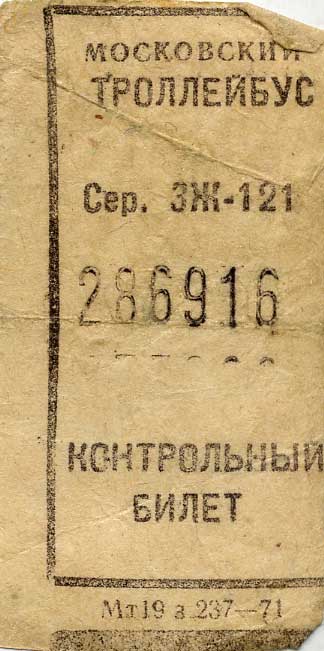 МОСКОВСКИЙ
ТРОЛЛЕЙБУС
Сер. ЗЖ-121
286916
КОНТРОЛЬНЫЙ
БИЛЕТ
Мт19 з 237—71